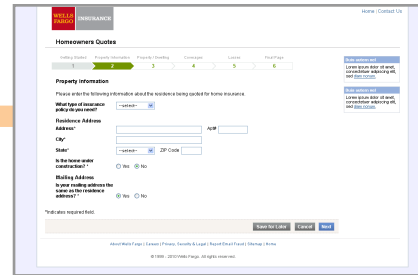 Home | Contact Us
WELLS FARGO INSURANCE
Homeowners Quotes
Getting Started Property Information Property / Dwelling Coverages Losses Final Page
1 2 3 4 5 6
Property Information
Please enter the following information about the residence being quoted for home insurance.
What type of insurance
policy do you need? --select--
Residence Address
Address* Apt#
City*
State* --select-- ZIP Code
Is the home under
construction? * Yes No
Mailing Address
Is your mailing address the
same as the residence
address? * Yes No
*Indicates required field.
Save for Later Cancel Next
About Wells Fargo | Careers | Privacy, Security & Legal | Report Email Fraud | Sitemap | Home
© 1995 - 2010 Wells Fargo. All rights reserved.
Lorem ipsum dolor sit amet,
consectetuer adipiscing elit,
sed diam nonum.
Lorem ipsum dolor sit amet,
consectetuer adipiscing elit,
sed diam nonum.